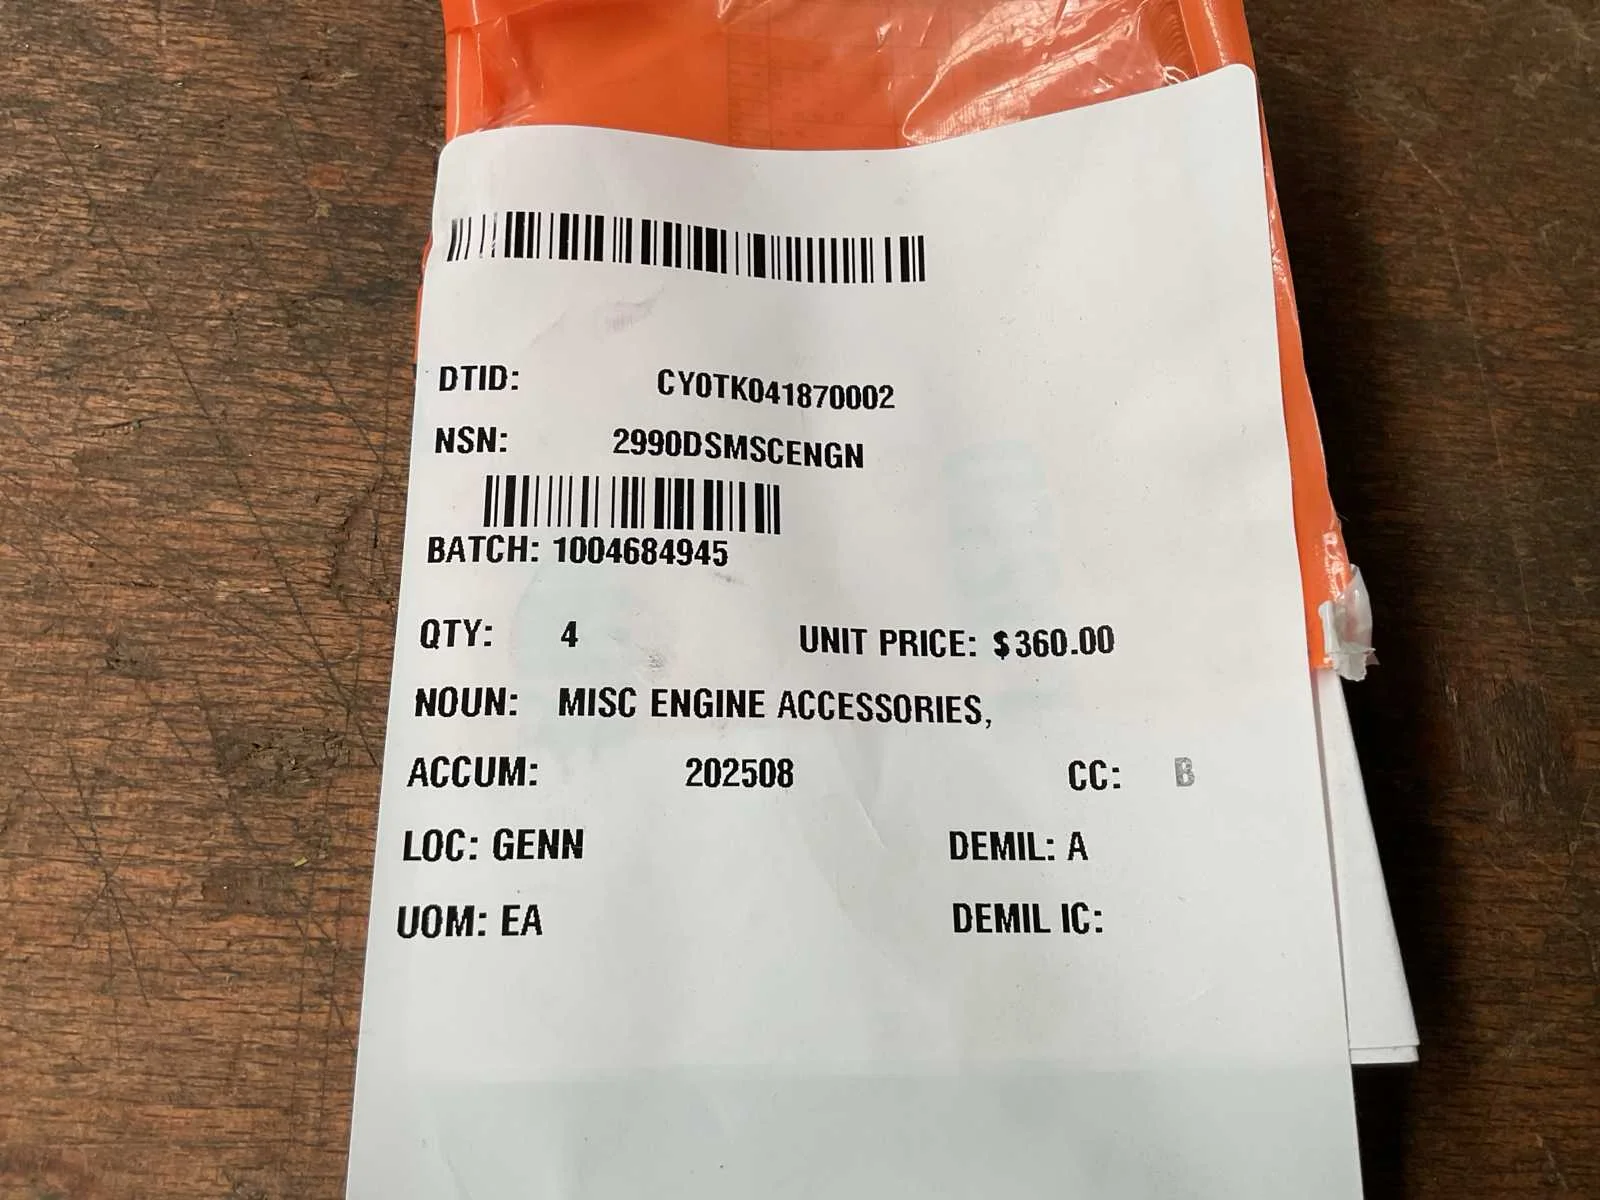 DTID: CY0TK041870002
NSN: 2990DSMSCENGN
BATCH: 1004684945
QTY: 4 UNIT PRICE: $360.00
NOUN: MISC ENGINE ACCESSORIES,
ACCUM: 202508 CC: B
LOC: GENN DEMIL: A
UOM: EA DEMIL IC: